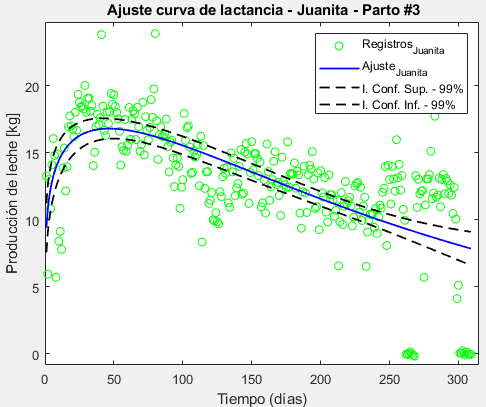 Ajuste curva de lactancia - Juanita - Parto #3
Registros Juanita
Ajuste Juanita
I. Conf. Sup. - 99%
I. Conf. Inf. - 99%
Producción de leche [kg]
20
15
10
5
0
0 50 100 150 200 250 300
Tiempo (días)